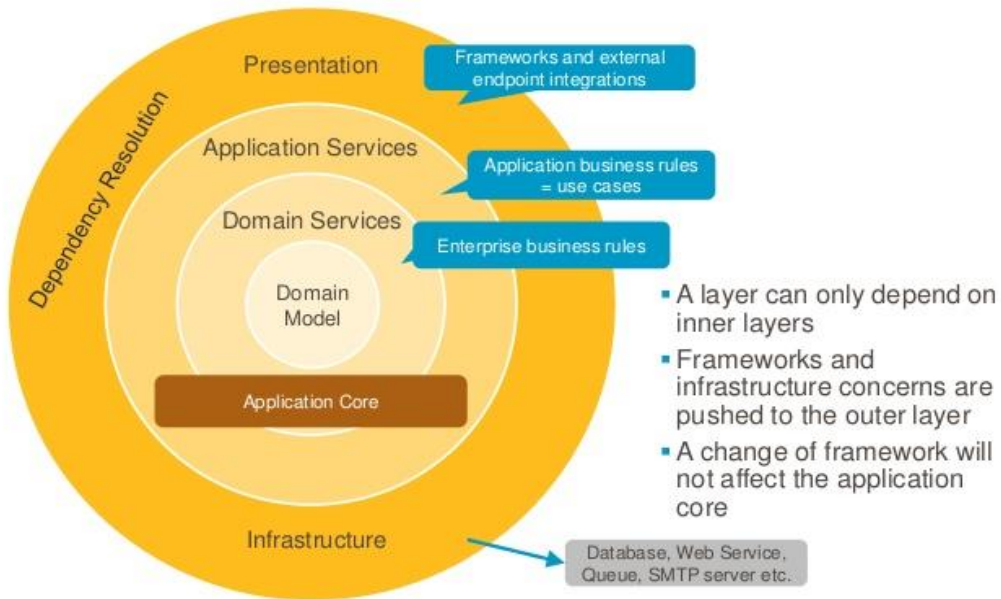 Presentation
Frameworks and external
endpoint integrations
Dependency Resolution
Application Services
Application business rules
= use cases
Domain Services
Enterprise business rules
Domain
Model
Application Core
Infrastructure
Database, Web Service,
Queue, SMTP server etc.
▪ A layer can only depend on
inner layers
▪ Frameworks and
infrastructure concerns are
pushed to the outer layer
▪ A change of framework will
not affect the application
core